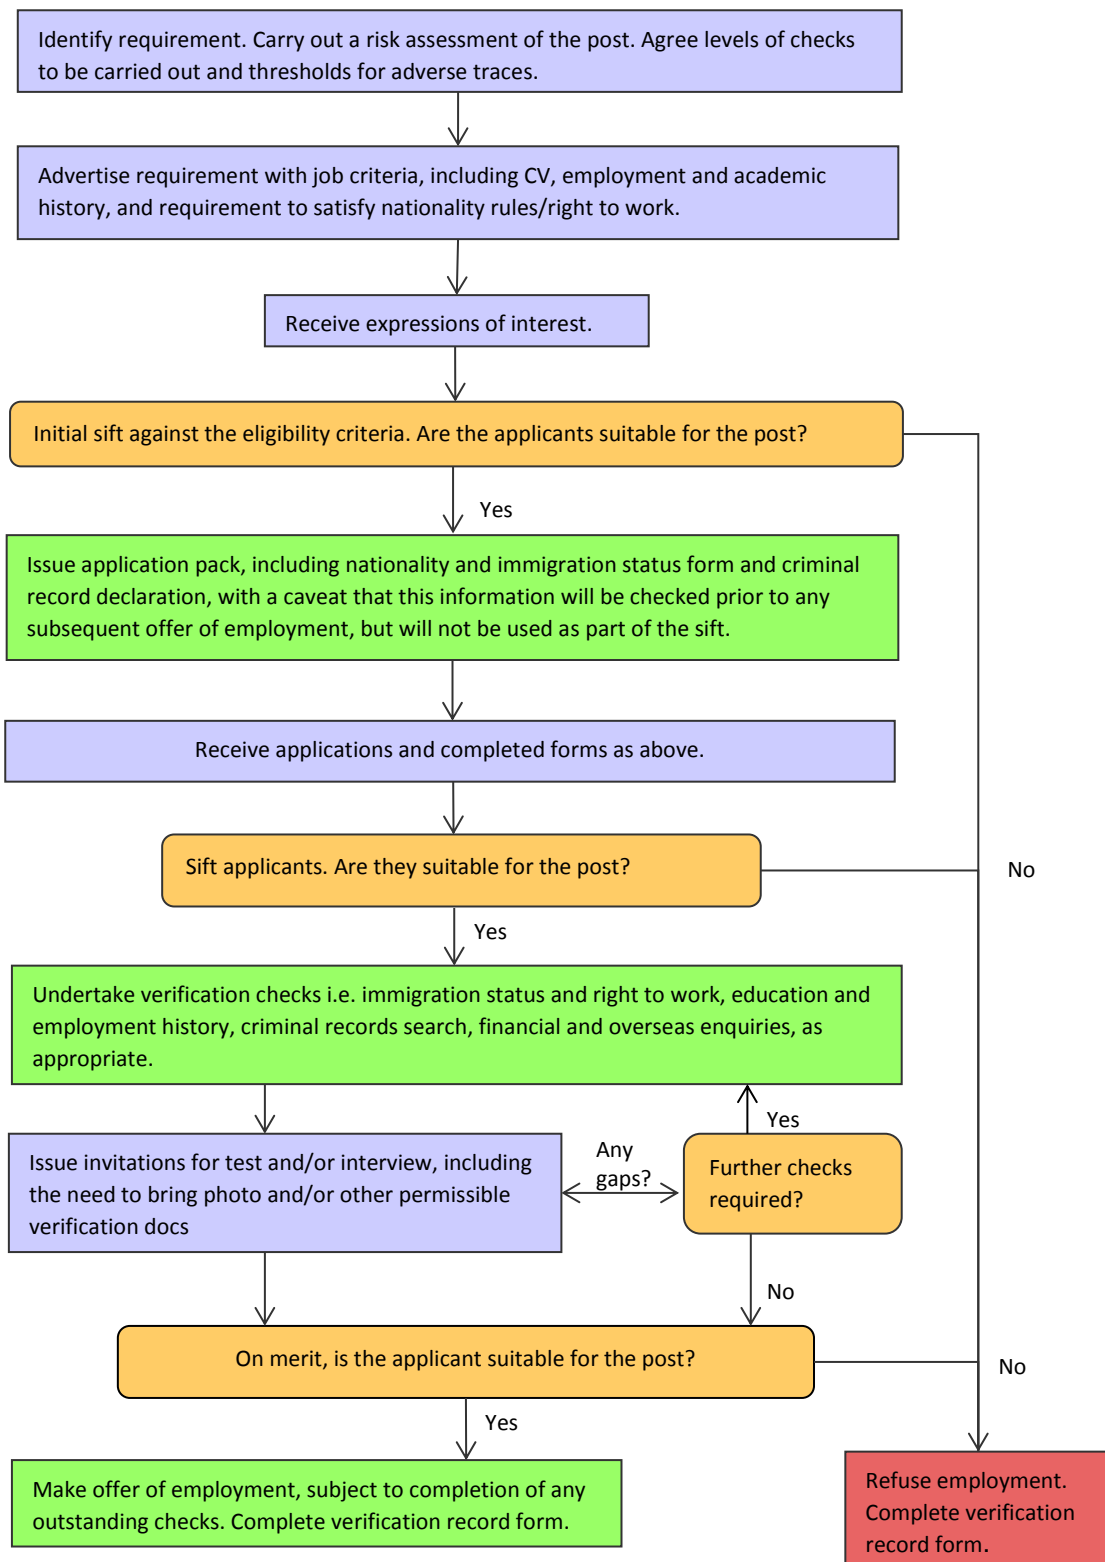 Identify requirement. Carry out a risk assessment of the post. Agree levels of checks
to be carried out and thresholds for adverse traces.
Advertise requirement with job criteria, including CV, employment and academic
history, and requirement to satisfy nationality rules/right to work.
Receive expressions of interest.
Initial sift against the eligibility criteria. Are the applicants suitable for the post?
Yes
Issue application pack, including nationality and immigration status form and criminal
record declaration, with a caveat that this information will be checked prior to any
subsequent offer of employment, but will not be used as part of the sift.
Receive applications and completed forms as above.
Sift applicants. Are they suitable for the post?
No
Yes
Undertake verification checks i.e. immigration status and right to work, education and
employment history, criminal records search, financial and overseas enquiries, as
appropriate.
Yes
Issue invitations for test and/or interview, including
the need to bring photo and/or other permissible
verification docs
Any
gaps?
Further checks
required?
No
On merit, is the applicant suitable for the post?
No
Yes
Make offer of employment, subject to completion of any
outstanding checks. Complete verification record form.
Refuse employment.
Complete verification
record form.